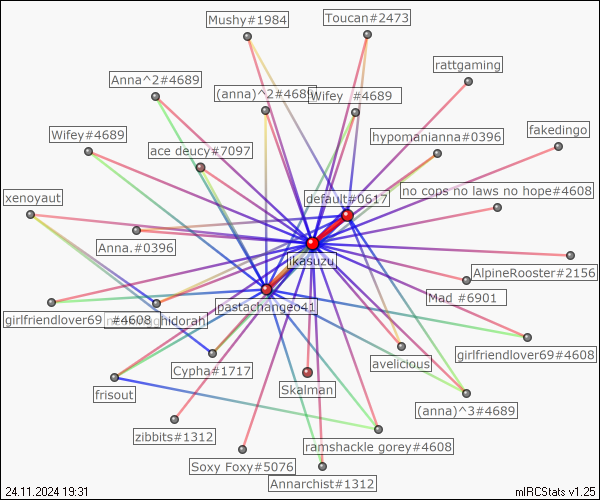 Mushy#1984
Toucan#2473
rattgaming
Anna^2#4689
(anna)^2#4689
Wifey #4689
fakedingo
Wifey#4689
ace deucy#7097
hypomanianna#0396
no cops no laws no hope#4608
xenoyaut
default#0617
Anna.#0396
ikasuzu
AlpineRooster#2156
Mad #6901
pastachangeo41
girlfriendlover69 #4608
hidorah
girlfriendlover69#4608
Cypha#1717
avelicious
frisout
Skalman
(anna)^3#4689
zibbits#1312
ramshackle gorey#4608
Soxy Foxy#5076
Annarchist#1312
24.11.2024 19:31
mIRCStats v1.25